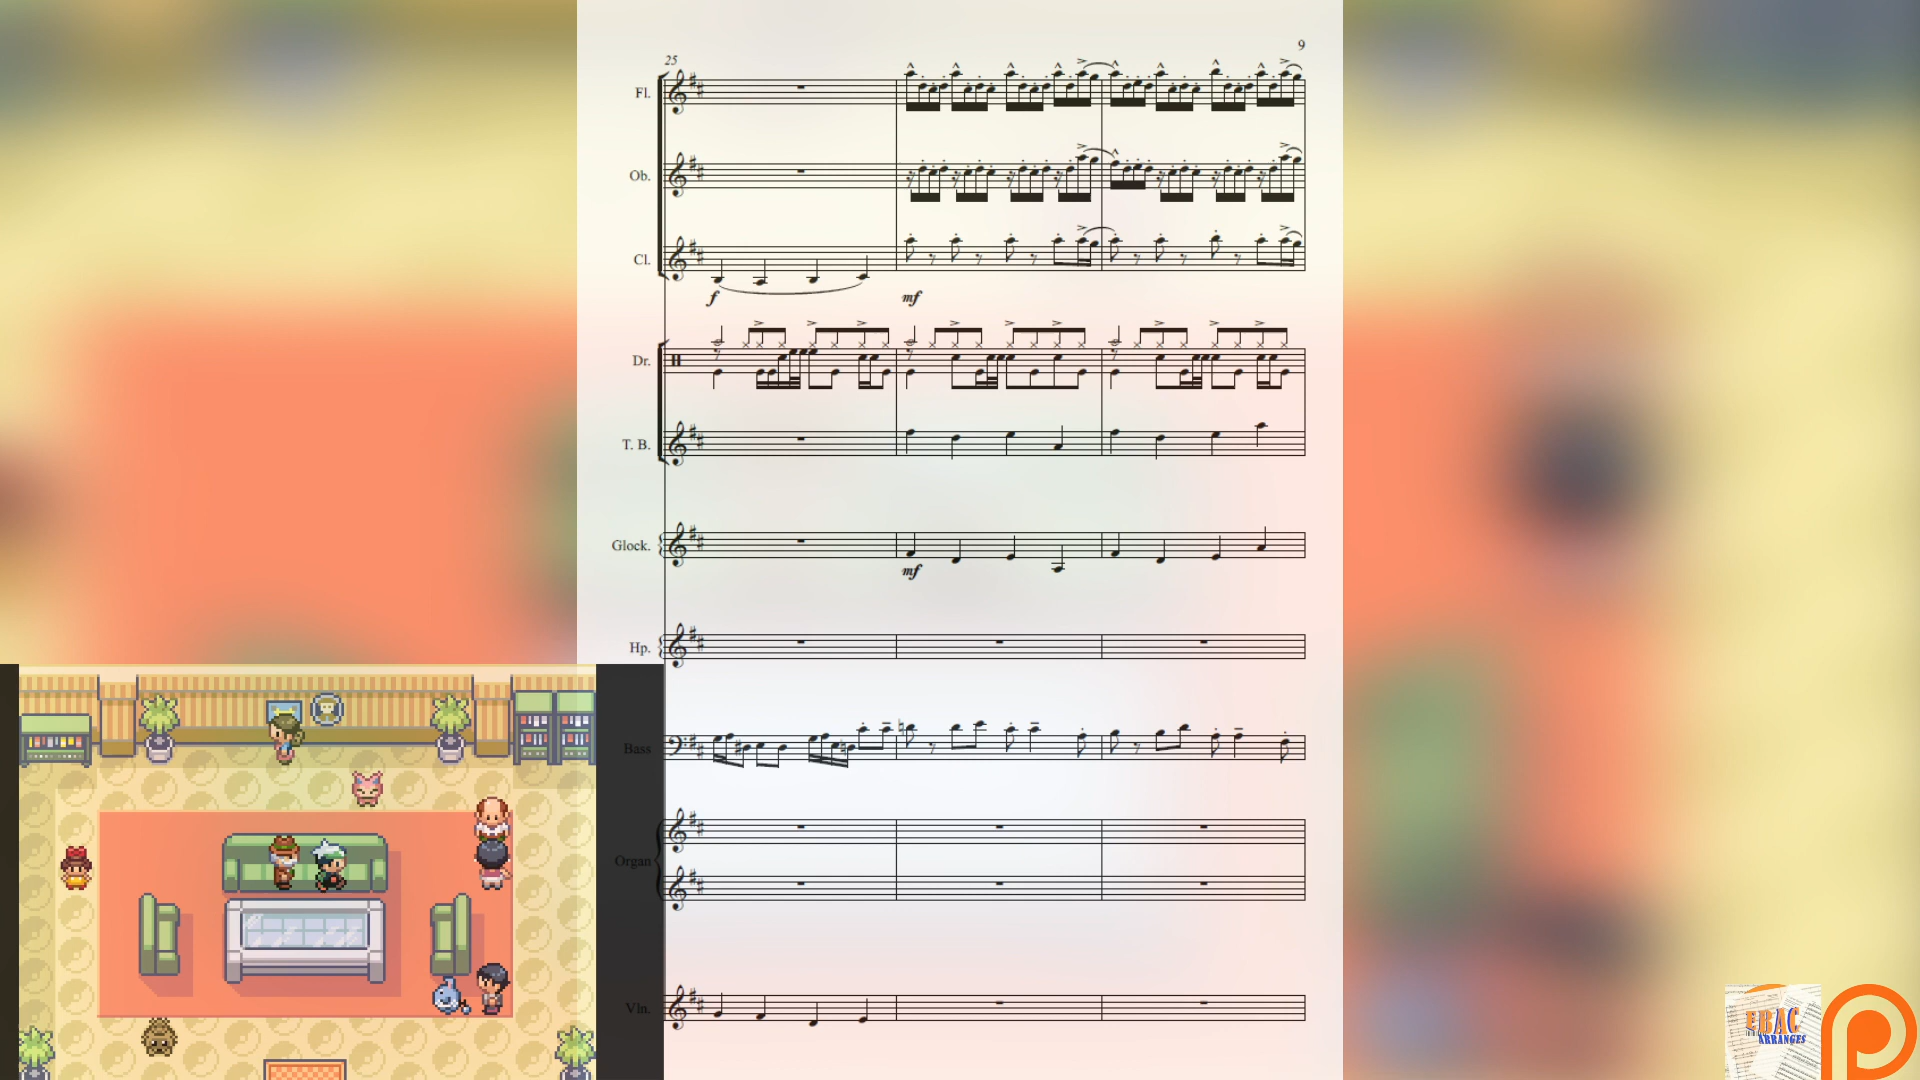 9
25
Fl.
Ob.
Cl.
f
mf
Dr.
T. B.
Glock.
mf
Hp.
Bass
Organ
Vln.
EBAC
ARRANGES